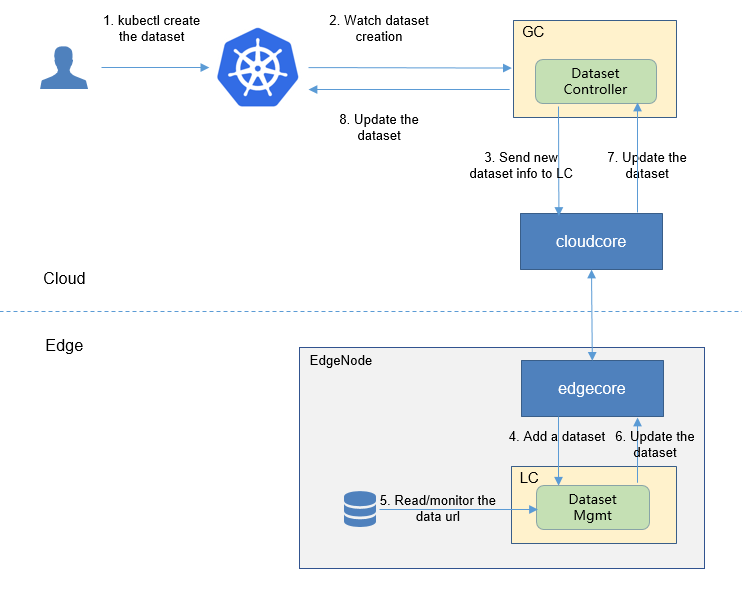 1. kubectl create
the dataset
2. Watch dataset
creation
GC
Dataset
Controller
8. Update the
dataset
3. Send new
dataset info to LC
7. Update the
dataset
cloudcore
Cloud
Edge
EdgeNode
edgecore
4. Add a dataset
6. Update the
dataset
LC
5. Read/monitor the
data url
Dataset
Mgmt